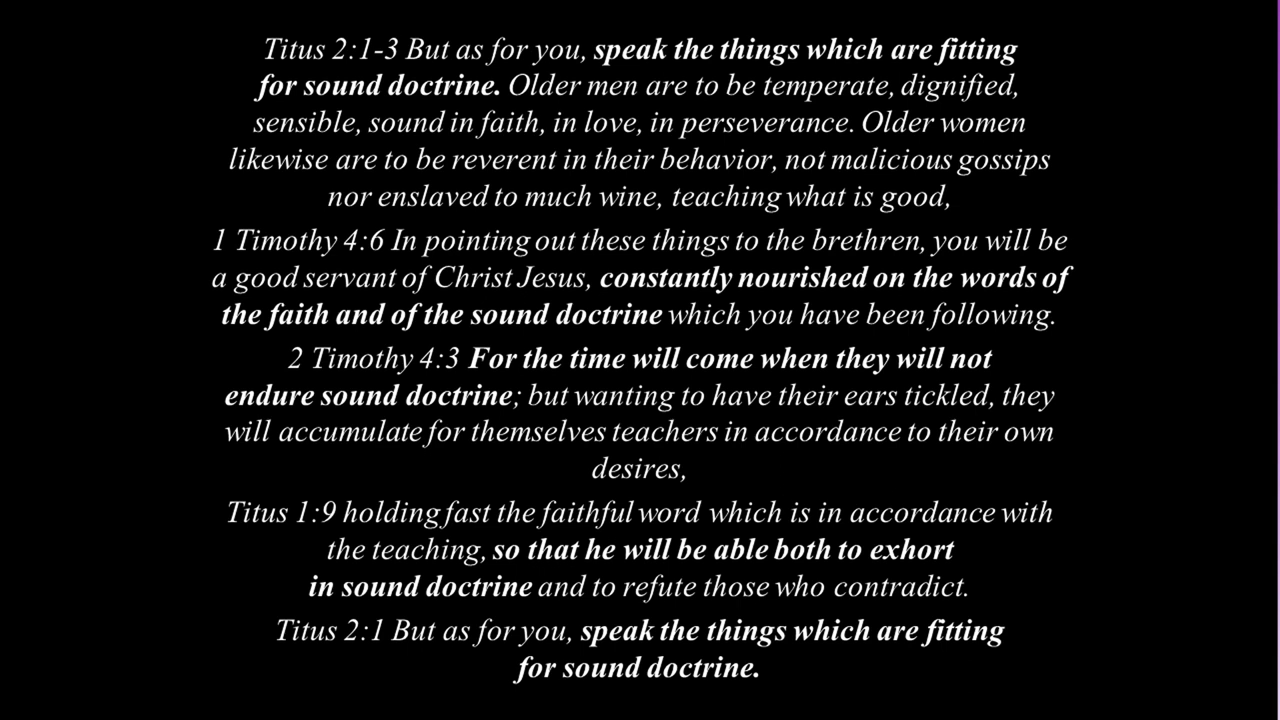 Titus 2:1-3 But as for you, speak the things which are fitting
for sound doctrine. Older men are to be temperate, dignified,
sensible, sound in faith, in love, in perseverance. Older women
likewise are to be reverent in their behavior, not malicious gossips
nor enslaved to much wine, teaching what is good,
1 Timothy 4:6 In pointing out these things to the brethren, you will be
a good servant of Christ Jesus, constantly nourished on the words of
the faith and of the sound doctrine which you have been following.
2 Timothy 4:3 For the time will come when they will not
endure sound doctrine; but wanting to have their ears tickled, they
will accumulate for themselves teachers in accordance to their own
desires,
Titus 1:9 holding fast the faithful word which is in accordance with
the teaching, so that he will be able both to exhort
in sound doctrine and to refute those who contradict.
Titus 2:1 But as for you, speak the things which are fitting
for sound doctrine.